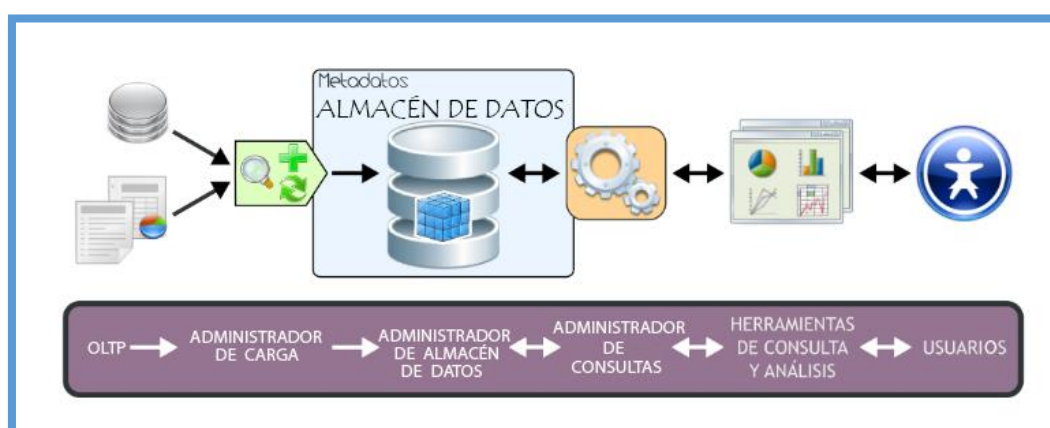 Metadatos
ALMACÉN DE DATOS
OLTP
ADMINISTRADOR
DE CARGA
ADMINISTRADOR
DE ALMACÉN
DE DATOS
ADMINISTRADOR
DE
CONSULTAS
HERRAMIENTAS
DE CONSULTA
Y ANÁLISIS
USUARIOS